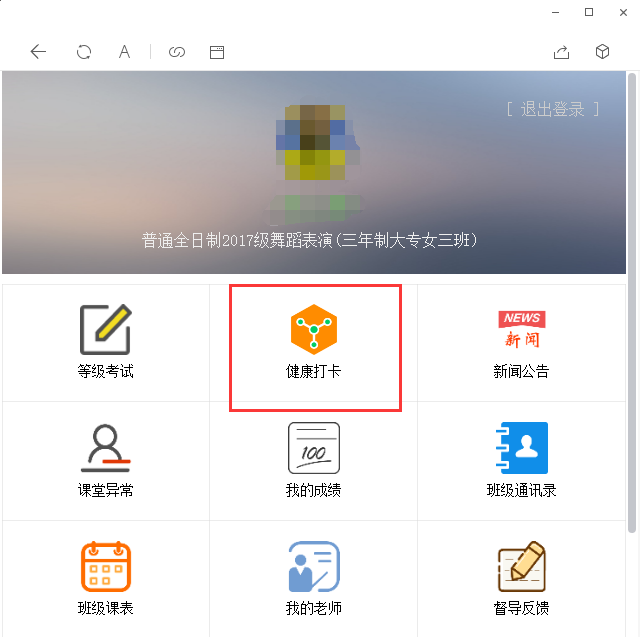 A
[ 退出登录 ]
普通全日制2017级舞蹈表演(三年制大专女三班)
等级考试
健康打卡
NEWS
新闻
新闻公告
课堂异常
100
我的成绩
班级通讯录
班级课表
我的老师
督导反馈